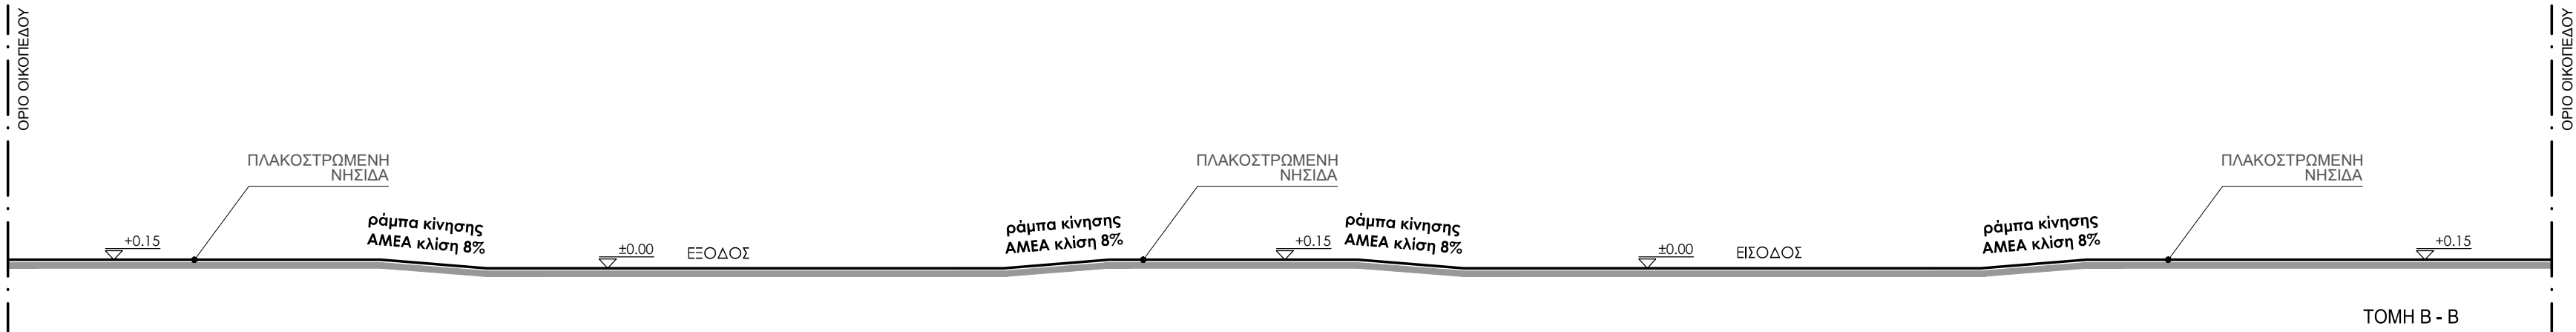 ΟΡΙΟ ΟΙΚΟΠΕΔΟΥ
+0.15
ΠΛΑΚΟΣΤΡΩΜΕΝΗ
ΝΗΣΙΔΑ
ράμπα κίνησης
ΑΜΕΑ κλίση 8%
±0.00
ΕΞΟΔΟΣ
ράμπα κίνησης
ΑΜΕΑ κλίση 8%
ΠΛΑΚΟΣΤΡΩΜΕΝΗ
ΝΗΣΙΔΑ
+0.15
ράμπα κίνησης
ΑΜΕΑ κλίση 8%
±0.00
ΕΙΣΟΔΟΣ
ράμπα κίνησης
ΑΜΕΑ κλίση 8%
ΠΛΑΚΟΣΤΡΩΜΕΝΗ
ΝΗΣΙΔΑ
+0.15
ΟΡΙΟ ΟΙΚΟΠΕΔΟΥ
ΤΟΜΗ Β - Β